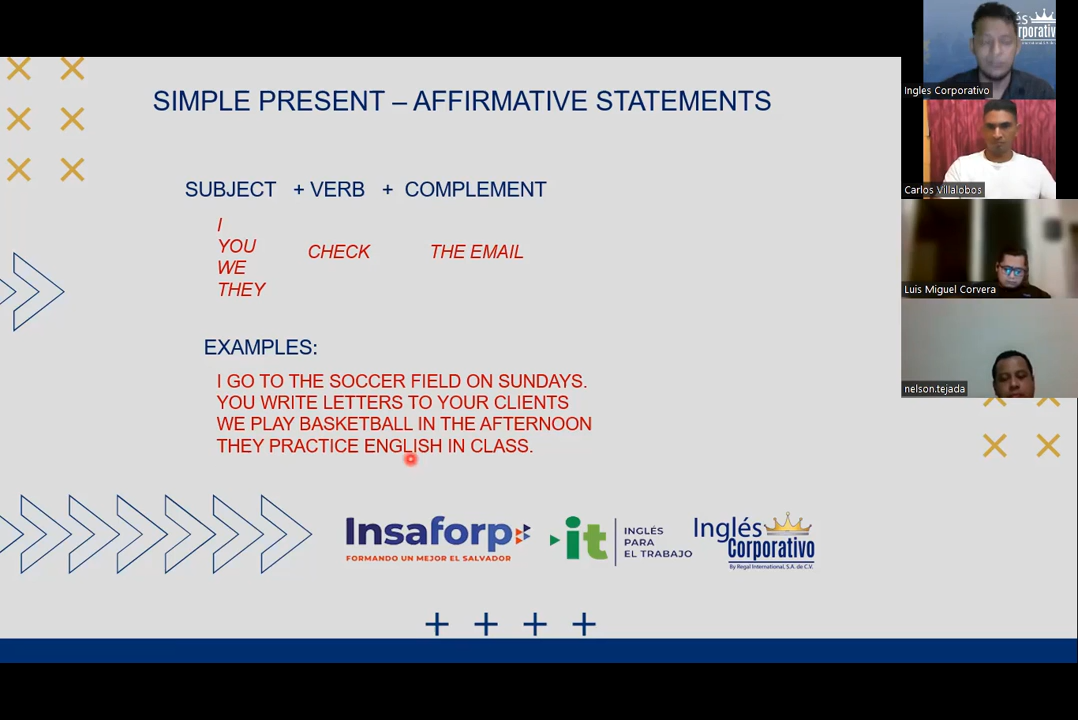 SIMPLE PRESENT – AFFIRMATIVE STATEMENTS
SUBJECT + VERB + COMPLEMENT
I
YOU
WE
THEY
CHECK
THE EMAIL
EXAMPLES:
I GO TO THE SOCCER FIELD ON SUNDAYS.
YOU WRITE LETTERS TO YOUR CLIENTS
WE PLAY BASKETBALL IN THE AFTERNOON
THEY PRACTICE ENGLISH IN CLASS.
Insaforp
FORMANDO UN MEJOR EL SALVADOR
it
INGLÉS
PARA
EL TRABAJO
Inglés
Corporativo
By Regal International, S.A. de C.V.
Ingles Corporativo
Carlos Villalobos
Luis Miguel Corvera
nelson.tejada